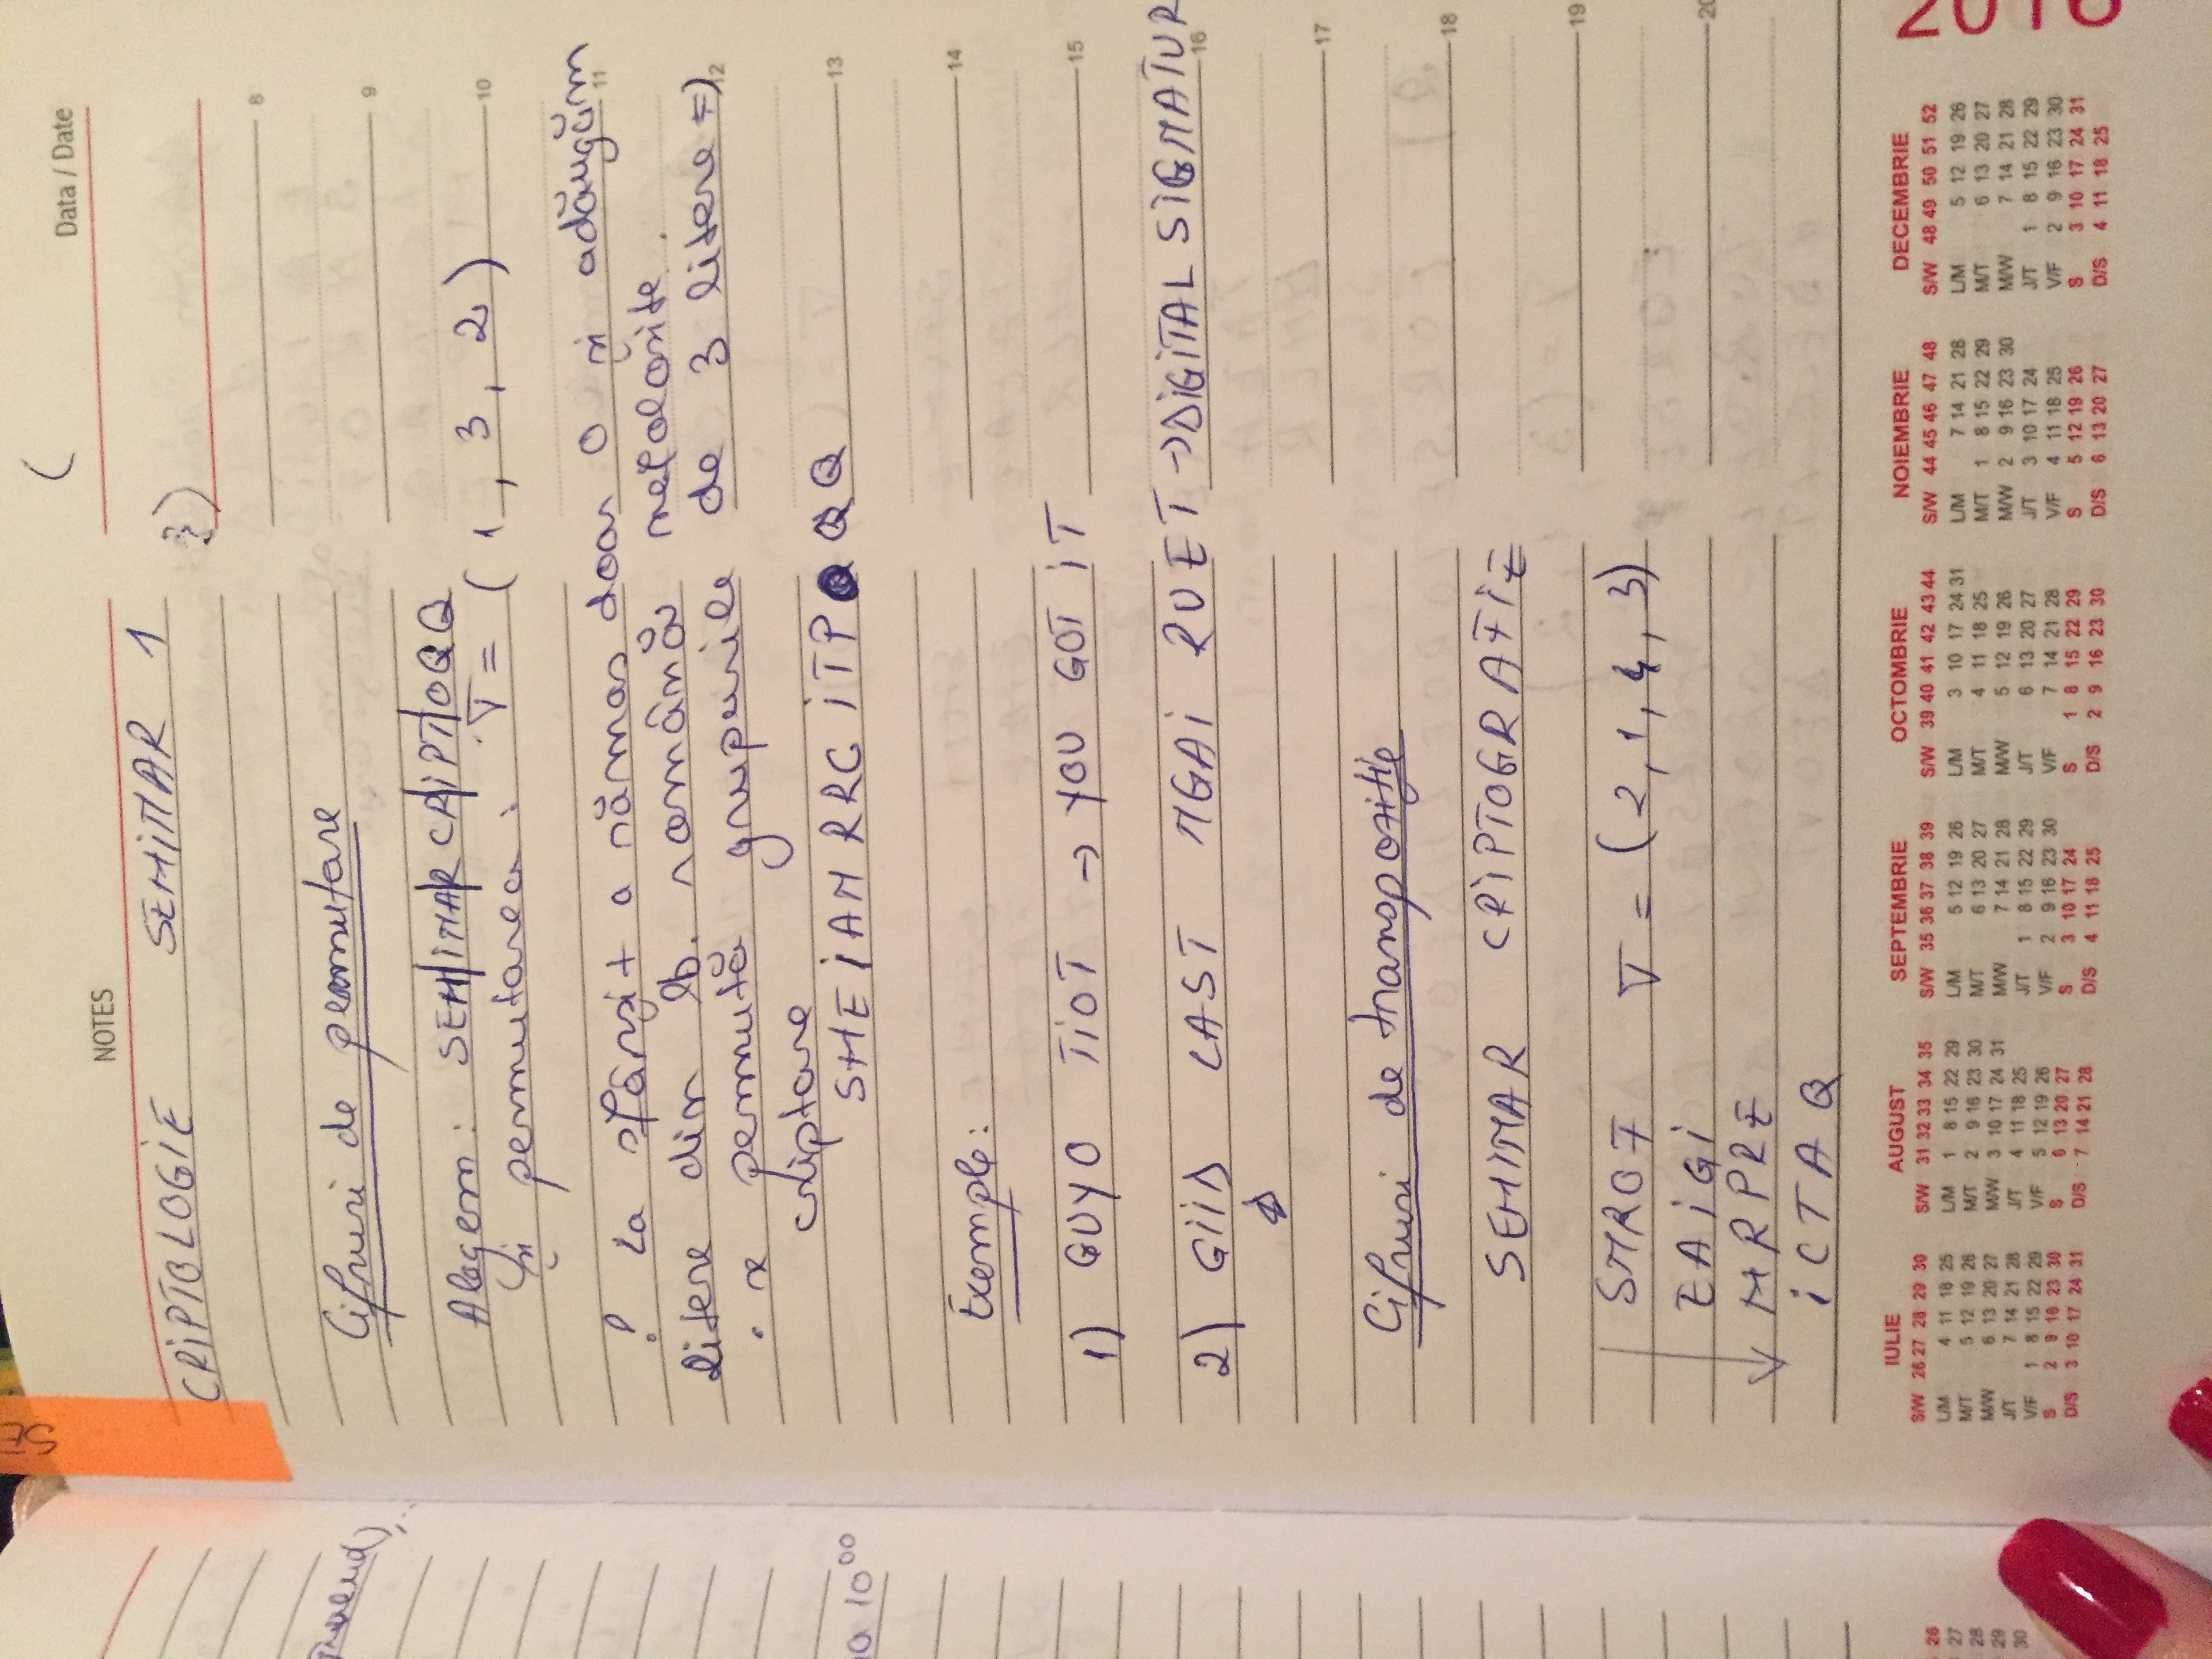 SE
NOTES
Data / Date
(
CRIPTOLOGIE SEMINAR 1
3)
8
Cifruri de permutare
9
Alegem: SEM/INA/RCR/IPT/OQQ
și permutarea: ∇ = (1, 3, 2)
10
! La sfârșit a rămas doar O și adăugăm
11
litere din lb. română nefolosite.
• se permută grupurile de 3 litere =>
12
criptare
SMEIANRRCITPOQQ
13
14
Exemple:
1) GUYO TIOT → YOU GOT IT
15
2) GIID LAST NGAI RUET → DIGITAL SIGNATUR
16
17
Cifruri de transpoziție
18
SEMINAR CRIPTOGRAFIE
19
SNROF ∇ = (2, 1, 4, 3)
EAIGI
20
MRPRE
ICTAQ
10⁰⁰
IULIE
S/W 26 27 28 29 30
L/M 4 11 18 25
M/T 5 12 19 26
M/W 6 13 20 27
J/T 7 14 21 28
V/F 1 8 15 22 29
S 2 9 16 23 30
D/S 3 10 17 24 31
AUGUST
S/W 31 32 33 34 35
L/M 1 8 15 22 29
M/T 2 9 16 23 30
M/W 3 10 17 24 31
J/T 4 11 18 25
V/F 5 12 19 26
S 6 13 20 27
D/S 7 14 21 28
SEPTEMBRIE
S/W 35 36 37 38 39
L/M 5 12 19 26
M/T 6 13 20 27
M/W 7 14 21 28
J/T 1 8 15 22 29
V/F 2 9 16 23 30
S 3 10 17 24
D/S 4 11 18 25
OCTOMBRIE
S/W 39 40 41 42 43 44
L/M 3 10 17 24 31
M/T 4 11 18 25
M/W 5 12 19 26
J/T 6 13 20 27
V/F 7 14 21 28
S 1 8 15 22 29
D/S 2 9 16 23 30
NOIEMBRIE
S/W 44 45 46 47 48
L/M 7 14 21 28
M/T 1 8 15 22 29
M/W 2 9 16 23 30
J/T 3 10 17 24
V/F 4 11 18 25
S 5 12 19 26
D/S 6 13 20 27
DECEMBRIE
S/W 48 49 50 51 52
L/M 5 12 19 26
M/T 6 13 20 27
M/W 7 14 21 28
J/T 1 8 15 22 29
V/F 2 9 16 23 30
S 3 10 17 24 31
D/S 4 11 18 25
2016
26
27
28
29
30